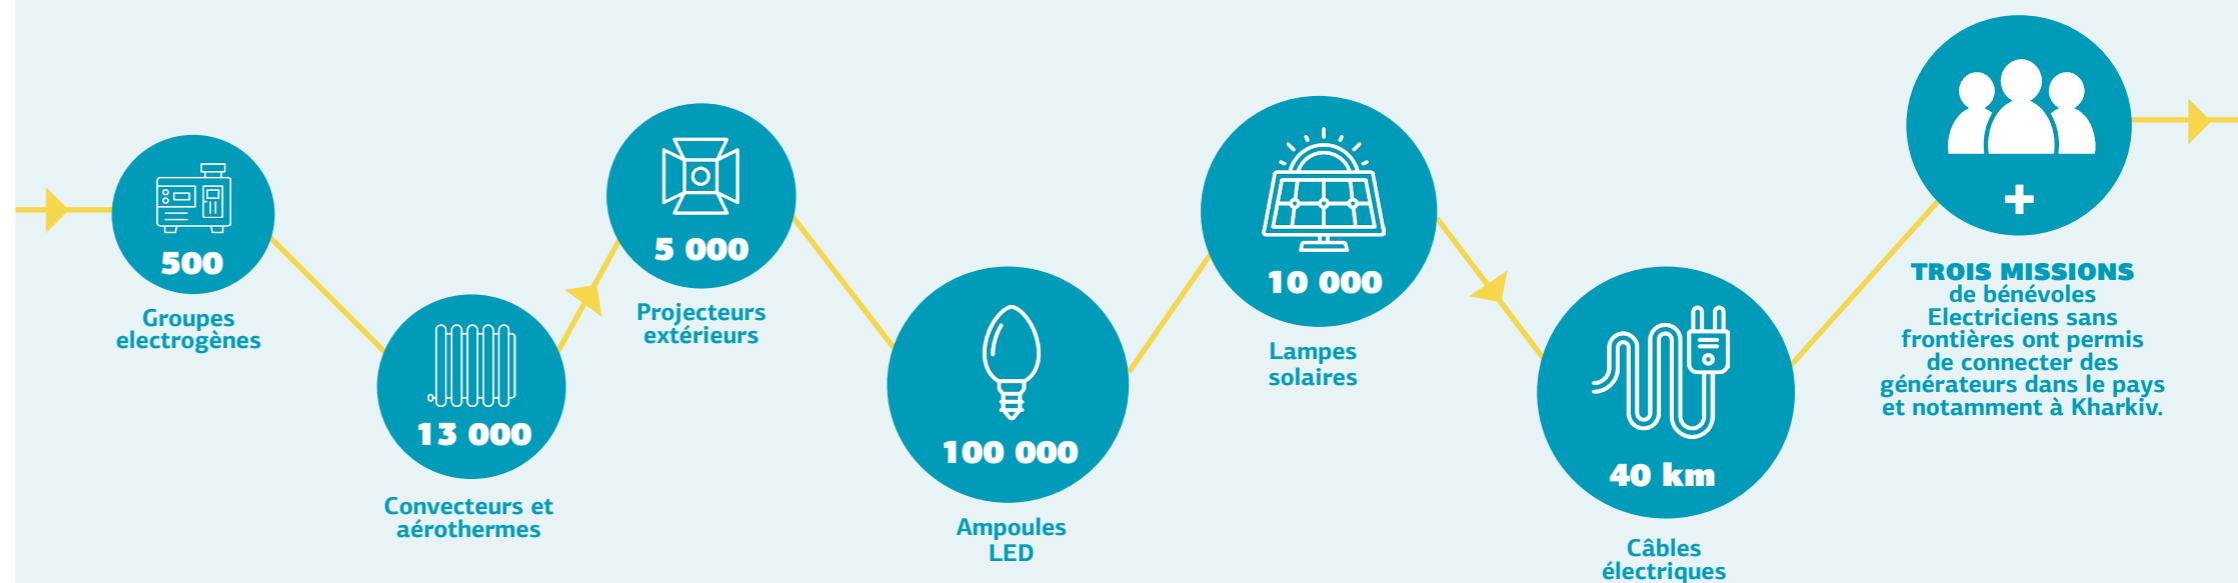 500
Groupes
electrogènes
13 000
Convecteurs et
aérothermes
5 000
Projecteurs
extérieurs
100 000
Ampoules
LED
10 000
Lampes
solaires
40 km
Câbles
électriques
+
TROIS MISSIONS
de bénévoles
Electriciens sans
frontières ont permis
de connecter des
générateurs dans le pays
et notamment à Kharkiv.